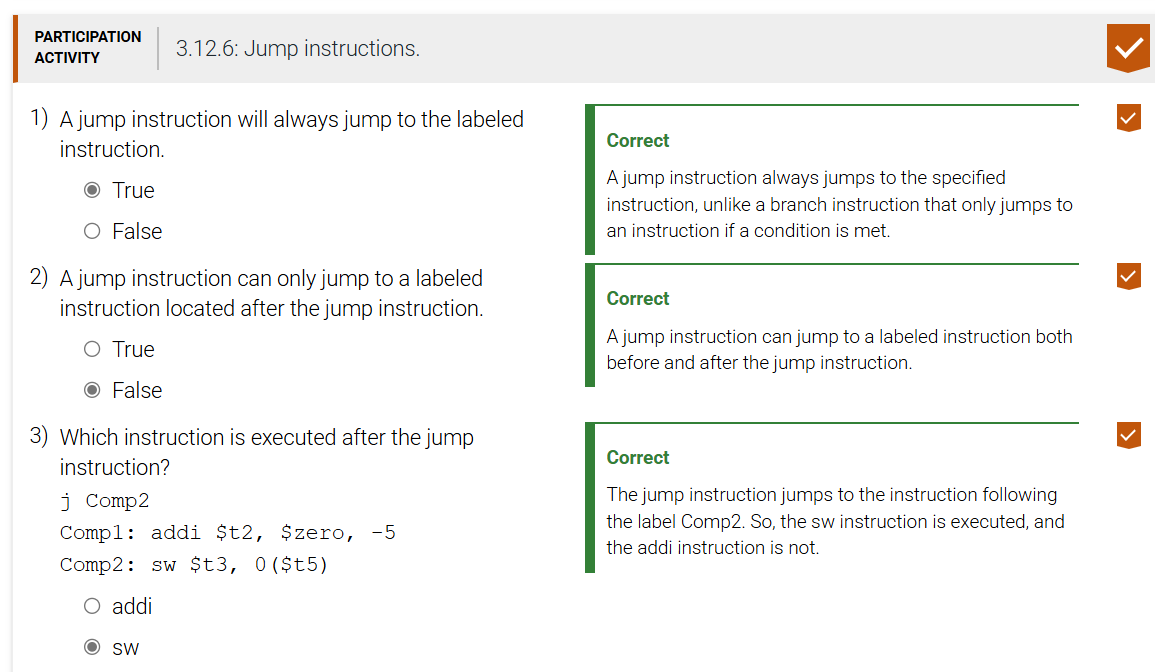 PARTICIPATION
ACTIVITY
3.12.6: Jump instructions.
1) A jump instruction will always jump to the labeled
instruction.
True
False
Correct
A jump instruction always jumps to the specified
instruction, unlike a branch instruction that only jumps to
an instruction if a condition is met.
2) A jump instruction can only jump to a labeled
instruction located after the jump instruction.
True
False
Correct
A jump instruction can jump to a labeled instruction both
before and after the jump instruction.
3) Which instruction is executed after the jump
instruction?
j Comp2
Comp1: addi $t2, $zero, -5
Comp2: sw $t3, 0($t5)
addi
sw
Correct
The jump instruction jumps to the instruction following
the label Comp2. So, the sw instruction is executed, and
the addi instruction is not.